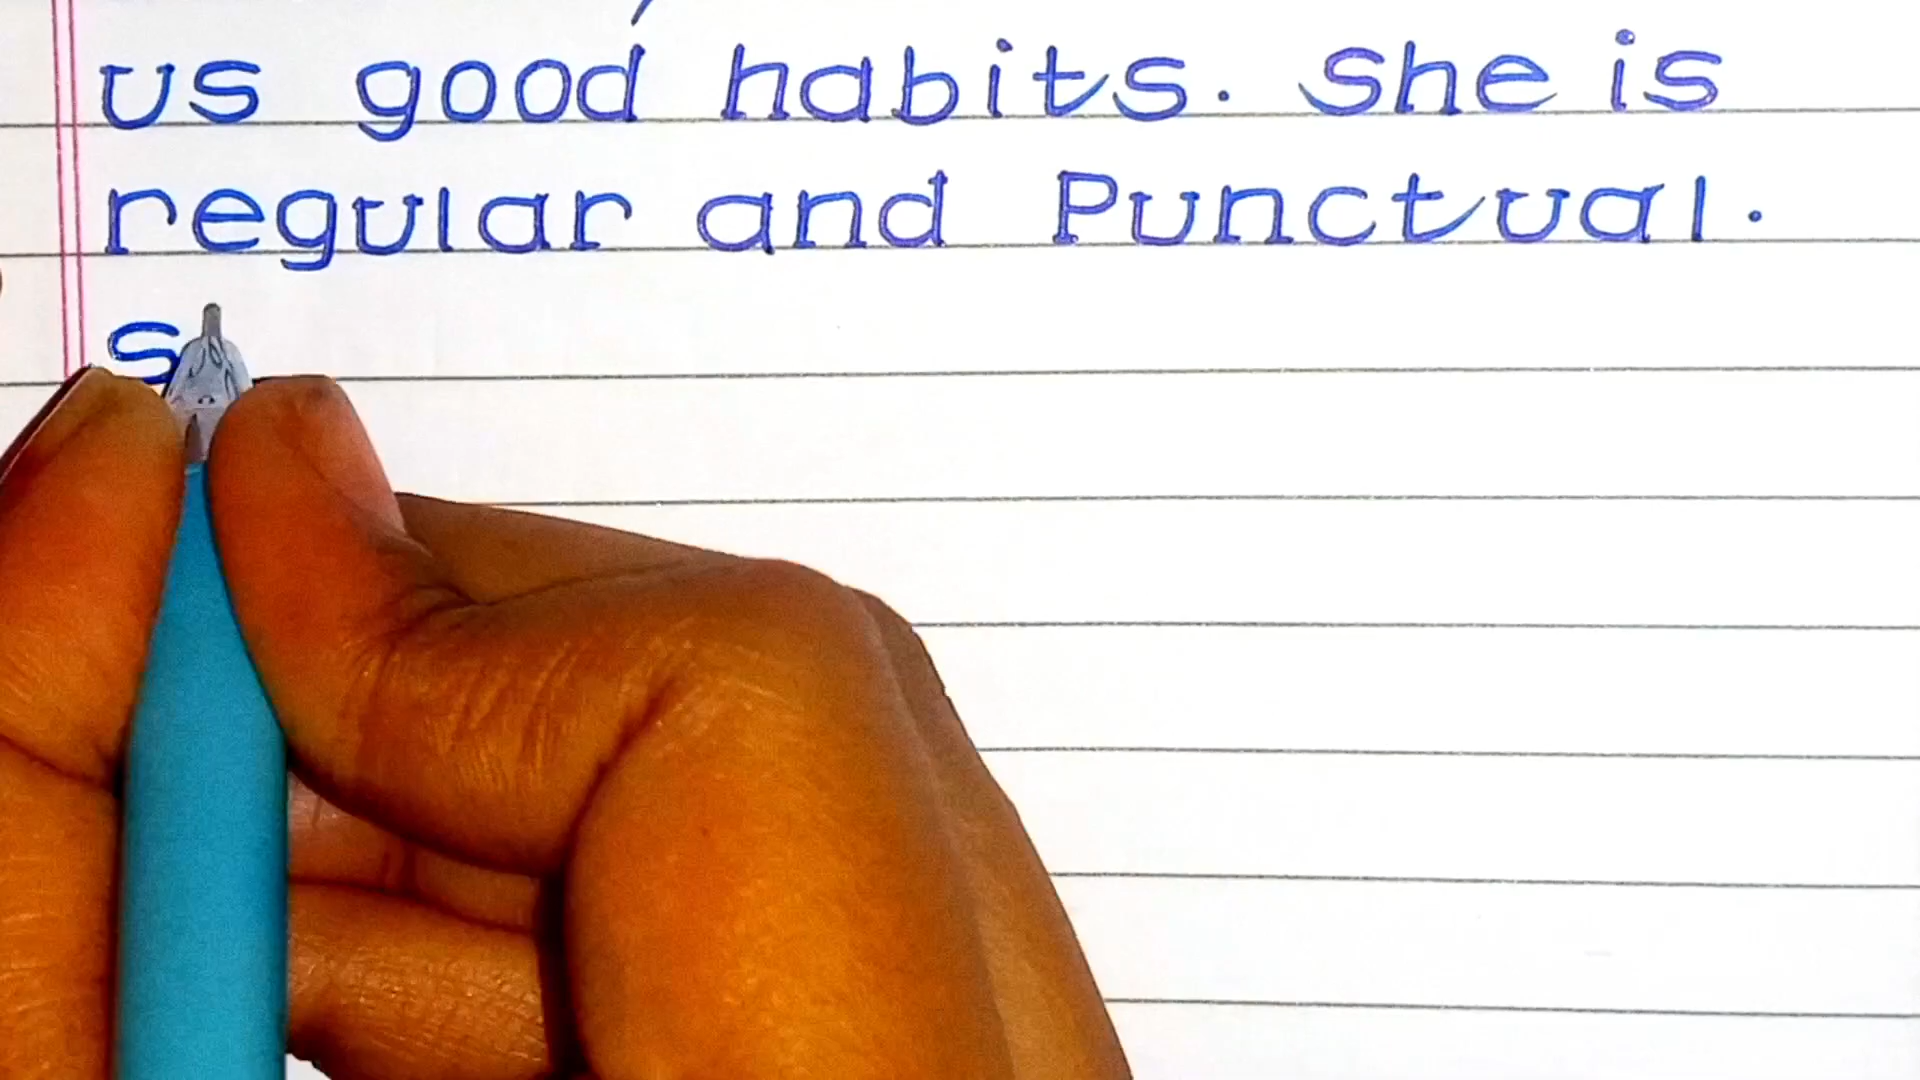 us good habits. She is
regular and Punctual.
S